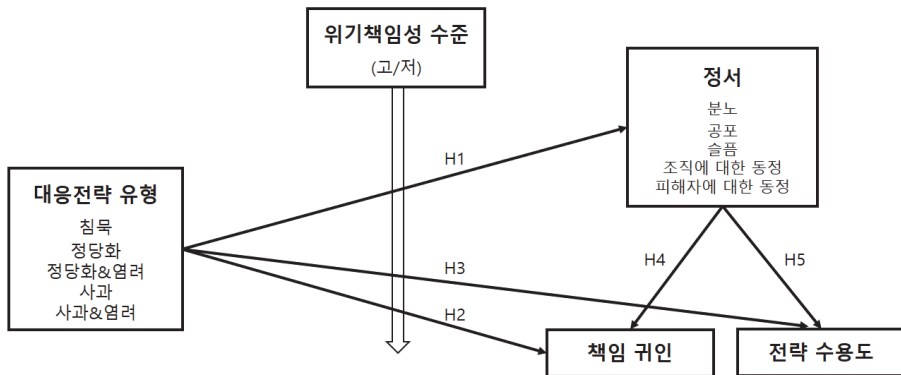 위기책임성 수준
(고/저)
정서
분노
공포
슬픔
조직에 대한 동정
피해자에 대한 동정
H1
대응전략 유형
침묵
정당화
정당화&염려
사과
사과&염려
H4
H5
H3
H2
책임 귀인
전략 수용도